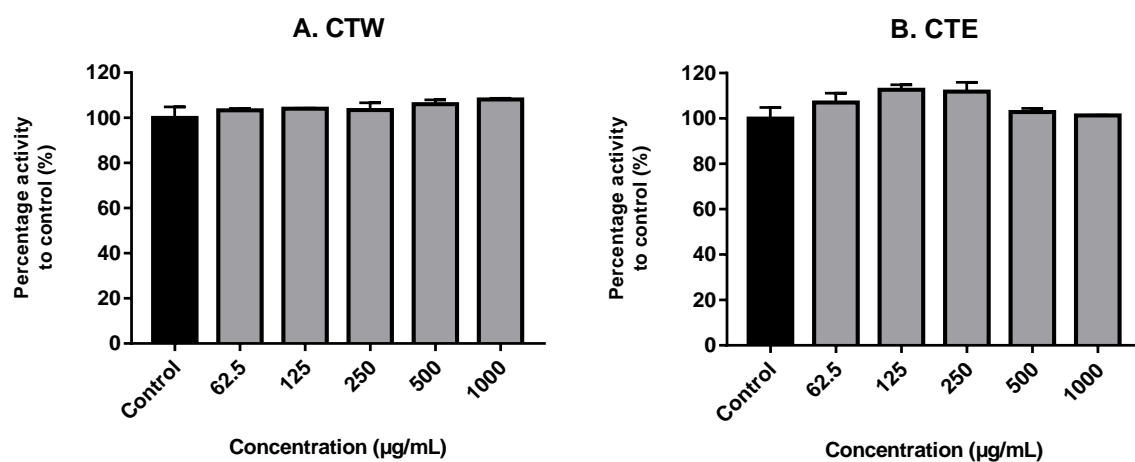 A. CTW
Percentage activity
to control (%)
120
100
80
60
40
20
0
Control
62.5
125
250
500
1000
Concentration (µg/mL)
B. CTE
Percentage activity
to control (%)
120
100
80
60
40
20
0
Control
62.5
125
250
500
1000
Concentration (µg/mL)